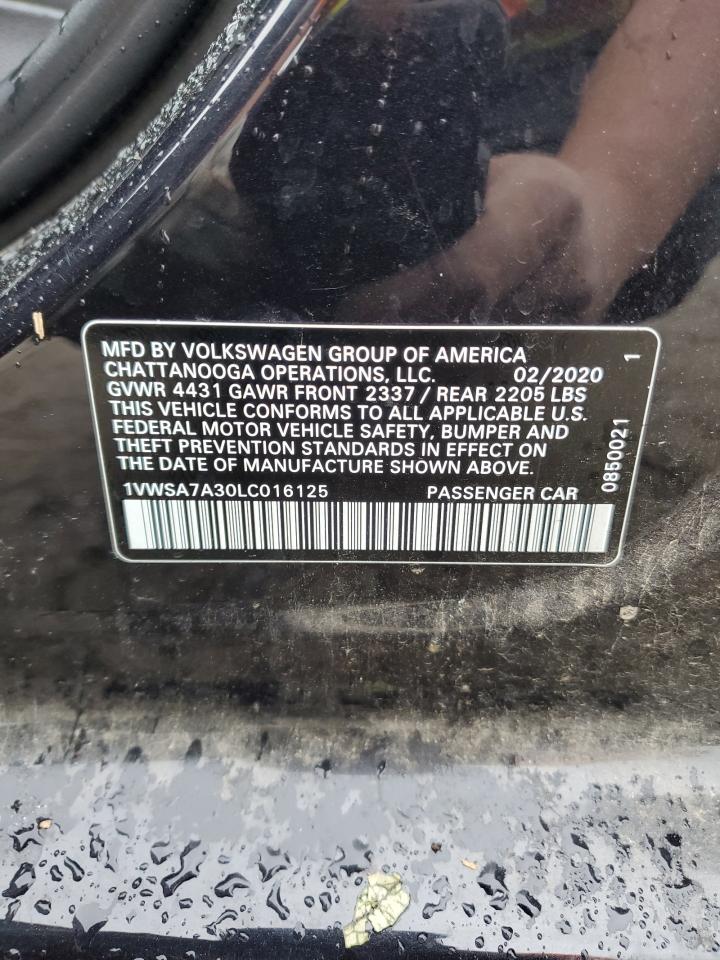 MFD BY VOLKSWAGEN GROUP OF AMERICA
CHATTANOOGA OPERATIONS, LLC. 02/2020
GVWR 4431 GAWR FRONT 2337 / REAR 2205 LBS
THIS VEHICLE CONFORMS TO ALL APPLICABLE U.S.
FEDERAL MOTOR VEHICLE SAFETY, BUMPER AND
THEFT PREVENTION STANDARDS IN EFFECT ON
THE DATE OF MANUFACTURING SHOWN ABOVE.
1VWSA7A30LC016125 PASSENGER CAR
0850021 1